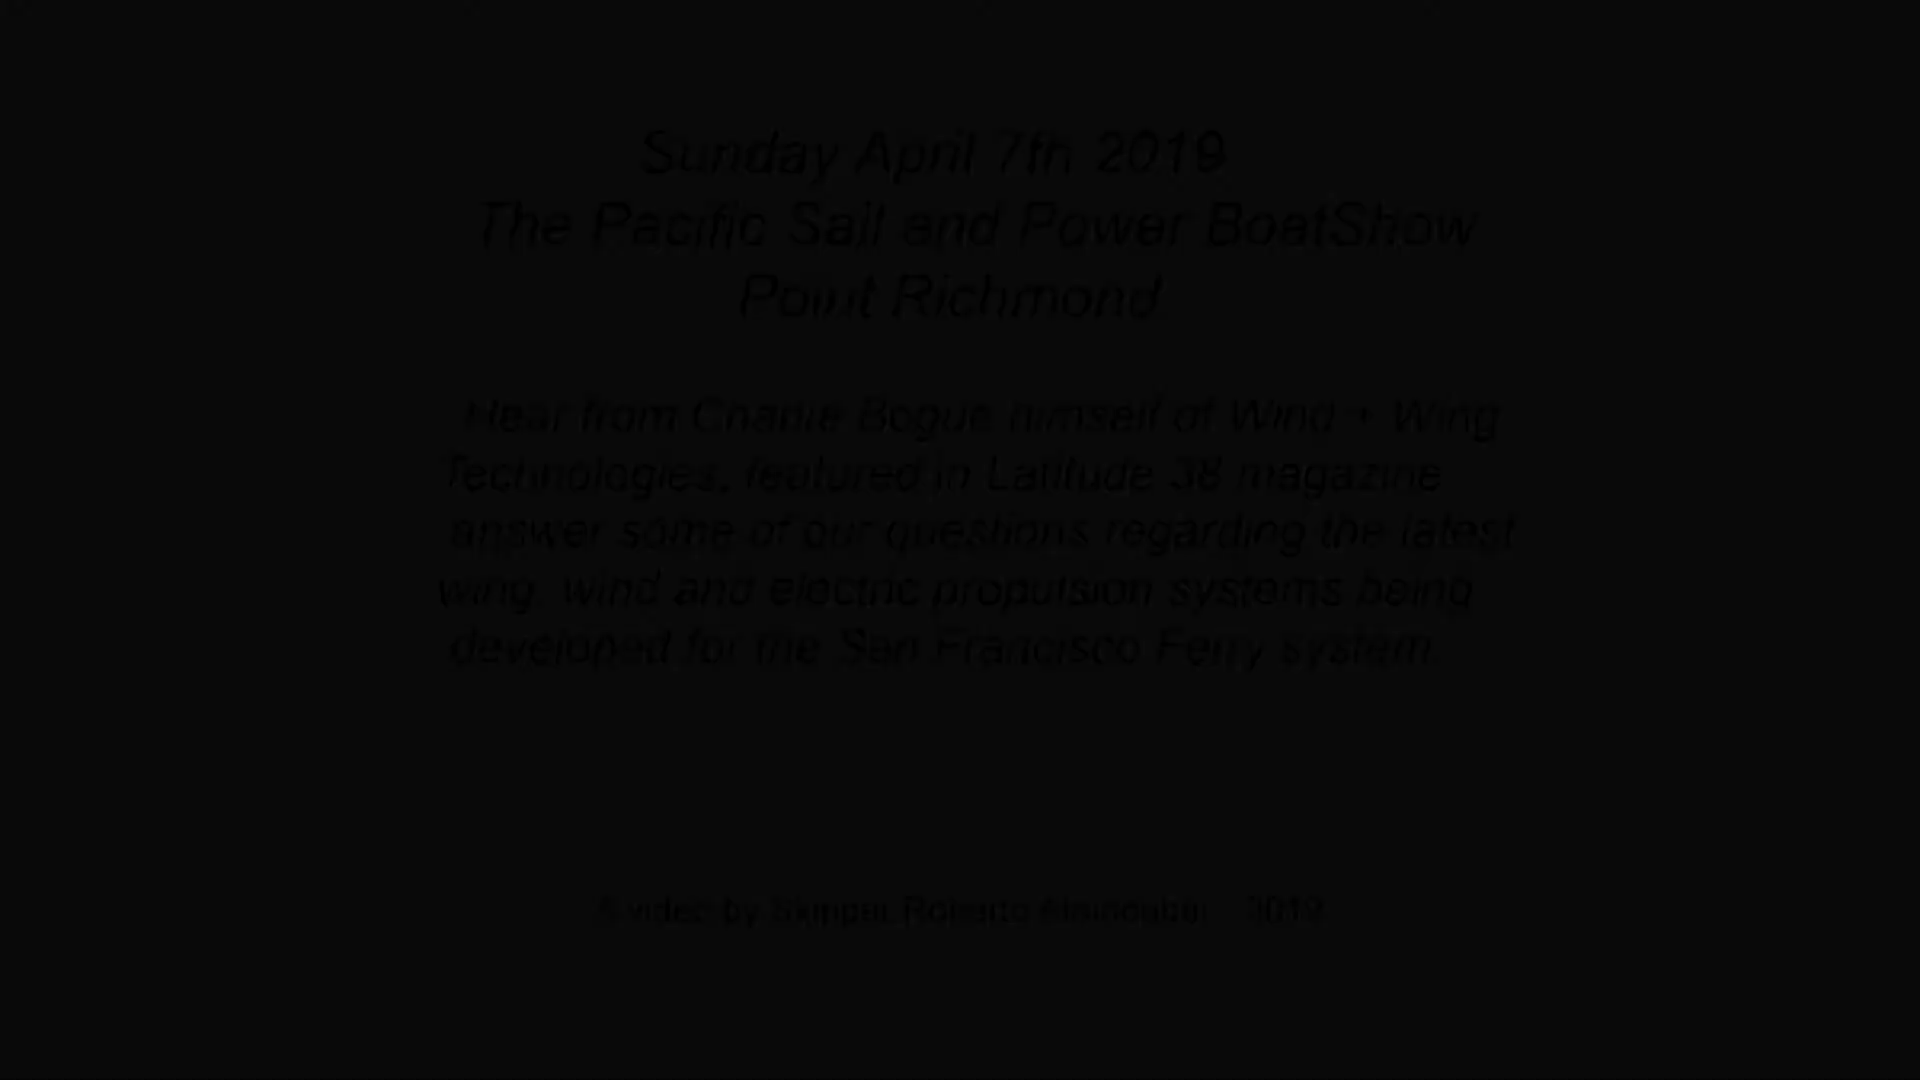 Sunday April 7th 2019
The Pacific Sail and Power BoatShow
Point Richmond
Hear from Charlie Bogue himself of Wind + Wing
Technologies, featured in Latitude 38 magazine
answer some of our questions regarding the latest
wing, wind and electric propulsion systems being
developed for the San Francisco Ferry system.
A video by Skipper Roberto 2019